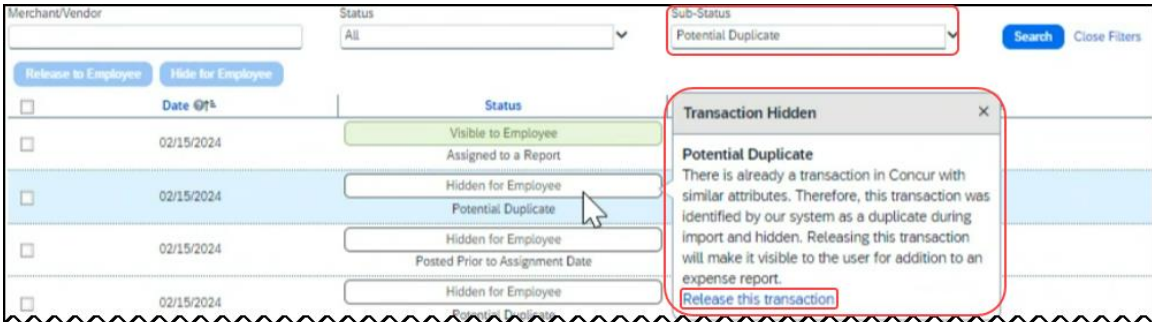 Merchant/Vendor Status Sub-Status
All Potential Duplicate Search Close Filters
Release to Employee Hide for Employee
Date Status
Transaction Hidden ×
Visible to Employee
02/15/2024
Assigned to a Report
Potential Duplicate
There is already a transaction in Concur with
similar attributes. Therefore, this transaction was
identified by our system as a duplicate during
import and hidden. Releasing this transaction
will make it visible to the user for addition to an
expense report.
Release this transaction
Hidden for Employee
02/15/2024
Potential Duplicate
Hidden for Employee
02/15/2024
Posted Prior to Assignment Date
Hidden for Employee
02/15/2024
Potential Duplicate